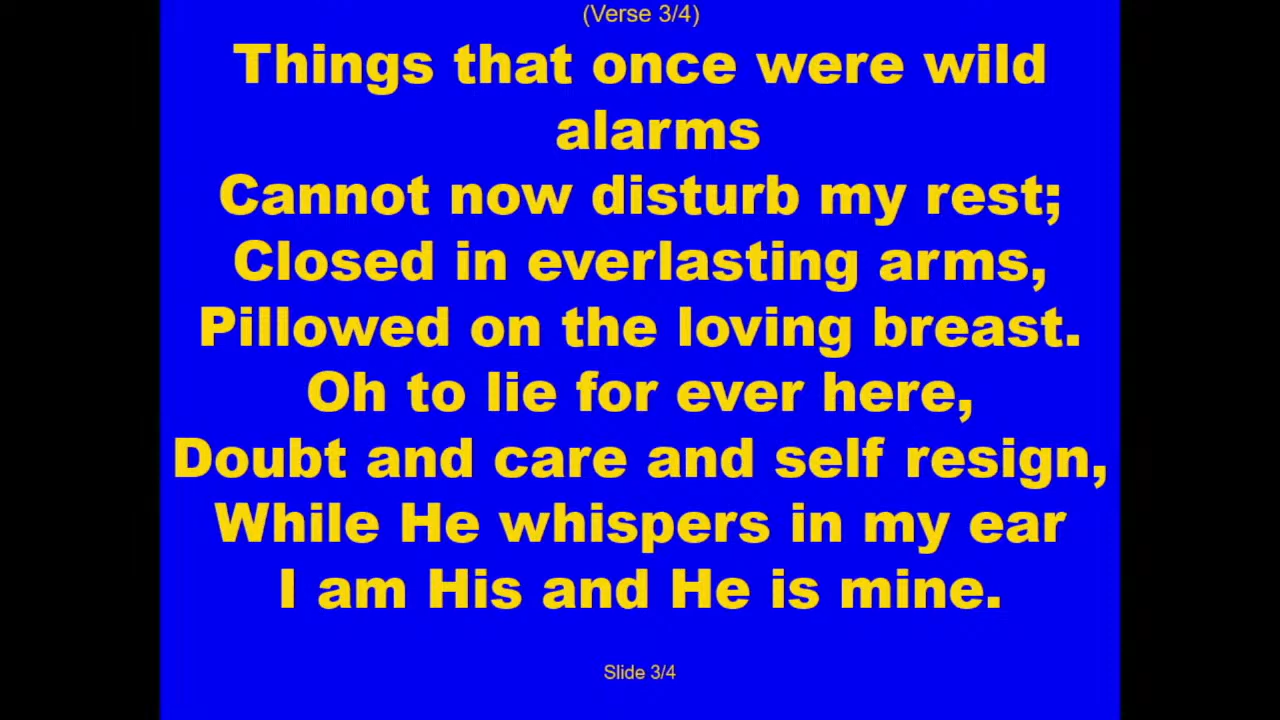 (Verse 3/4)
Things that once were wild
alarms
Cannot now disturb my rest;
Closed in everlasting arms,
Pillowed on the loving breast.
Oh to lie for ever here,
Doubt and care and self resign,
While He whispers in my ear
I am His and He is mine.
Slide 3/4